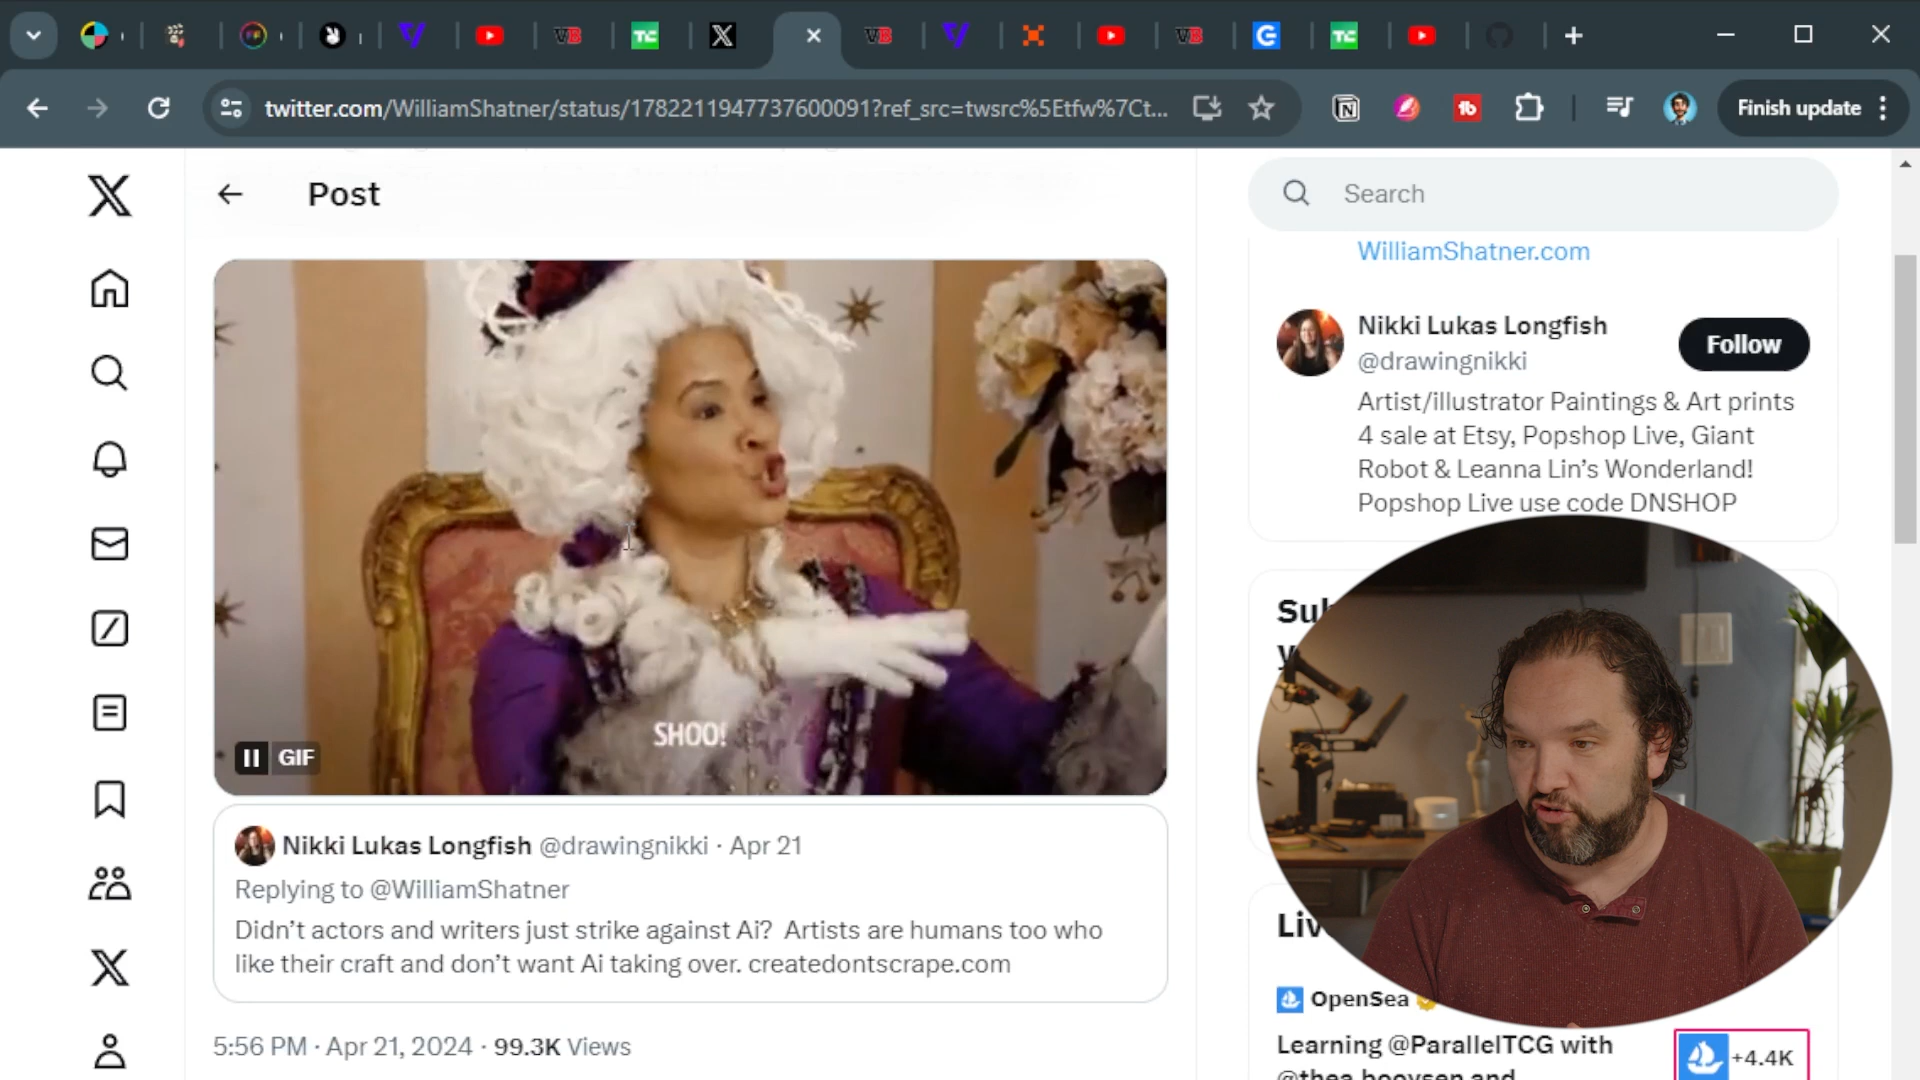 twitter.com/WilliamShatner/status/1782211947737600091?ref_src=twsrc%5Etfw%7Ct...
Finish update
Post
Search
WilliamShatner.com
Nikki Lukas Longfish
@drawingnikki
Follow
Artist/illustrator Paintings & Art prints
4 sale at Etsy, Popshop Live, Giant
Robot & Leanna Lin's Wonderland!
Popshop Live use code DNSHOP
SHOO!
GIF
Nikki Lukas Longfish @drawingnikki · Apr 21
Replying to @WilliamShatner
Didn't actors and writers just strike against Ai? Artists are humans too who
like their craft and don't want Ai taking over. createdontscrape.com
5:56 PM · Apr 21, 2024 · 99.3K Views
OpenSea
Learning @ParallelTCG with
+4.4K